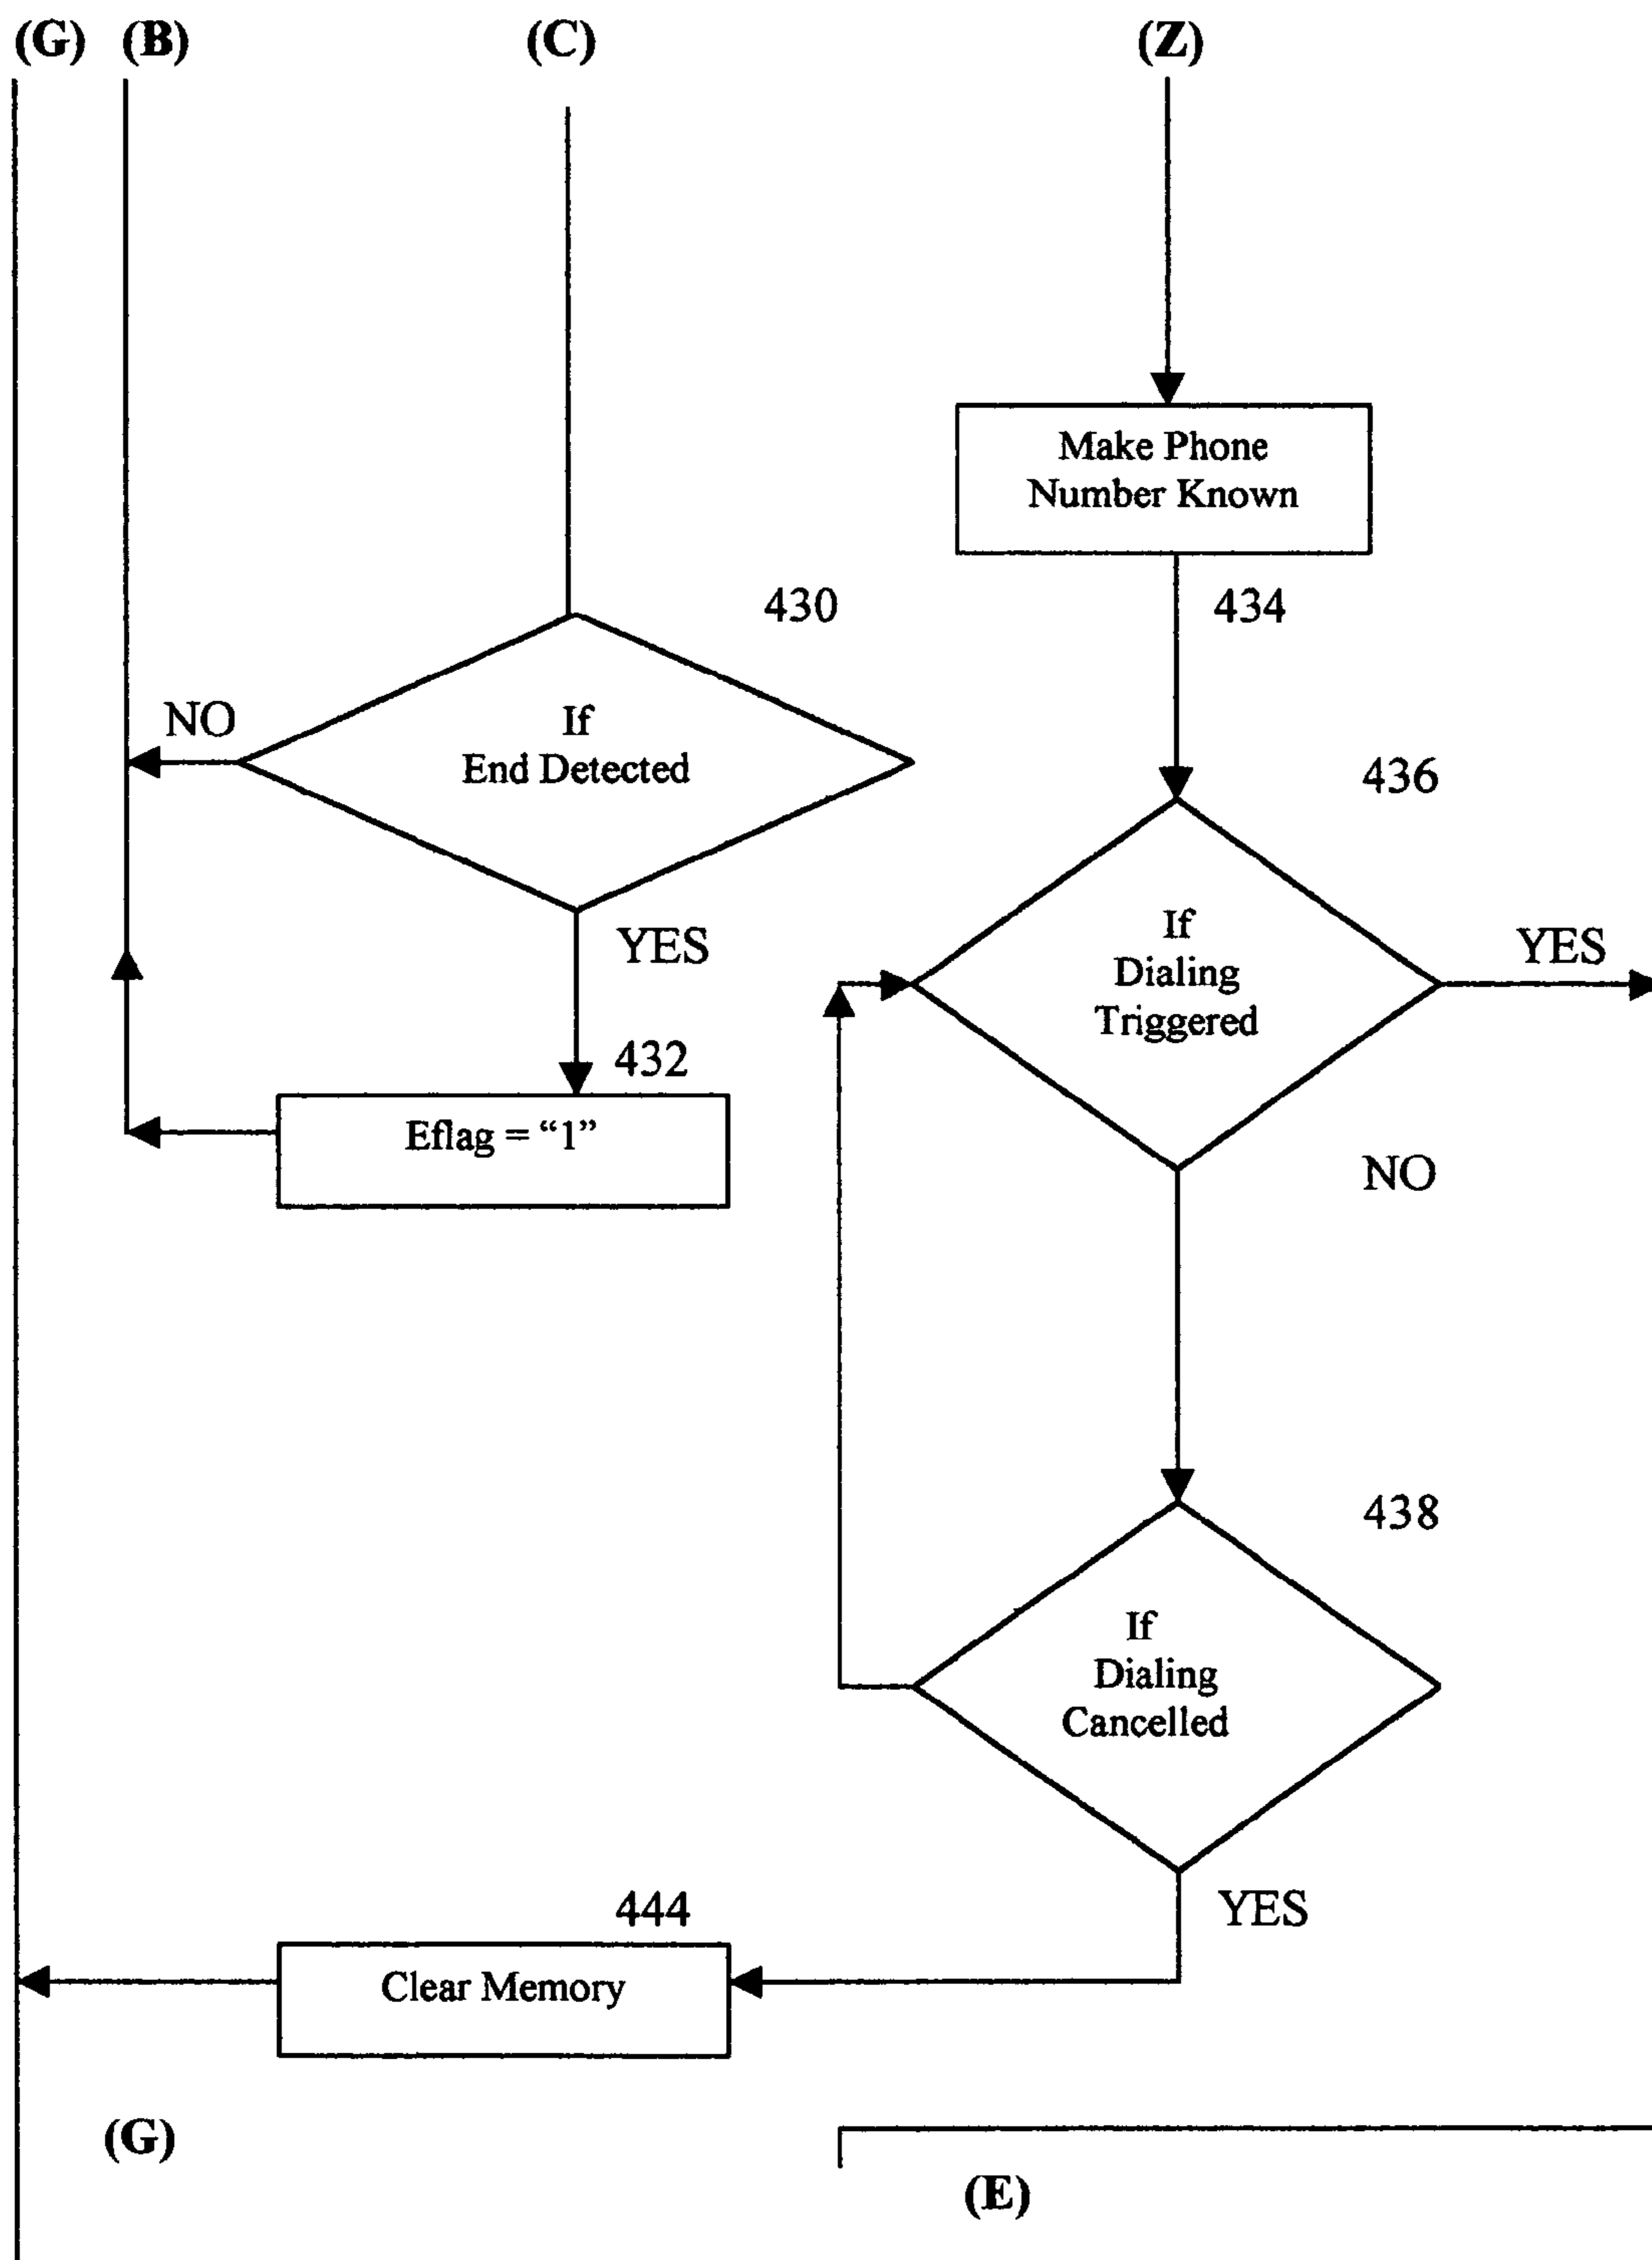 (G) (B) (C) (Z)
Make Phone
Number Known
430
434
NO
If
End Detected
436
YES
If
Dialing
Triggered
YES
432
Eflag = “1”
NO
438
If
Dialing
Cancelled
444
YES
Clear Memory
(G)
(E)